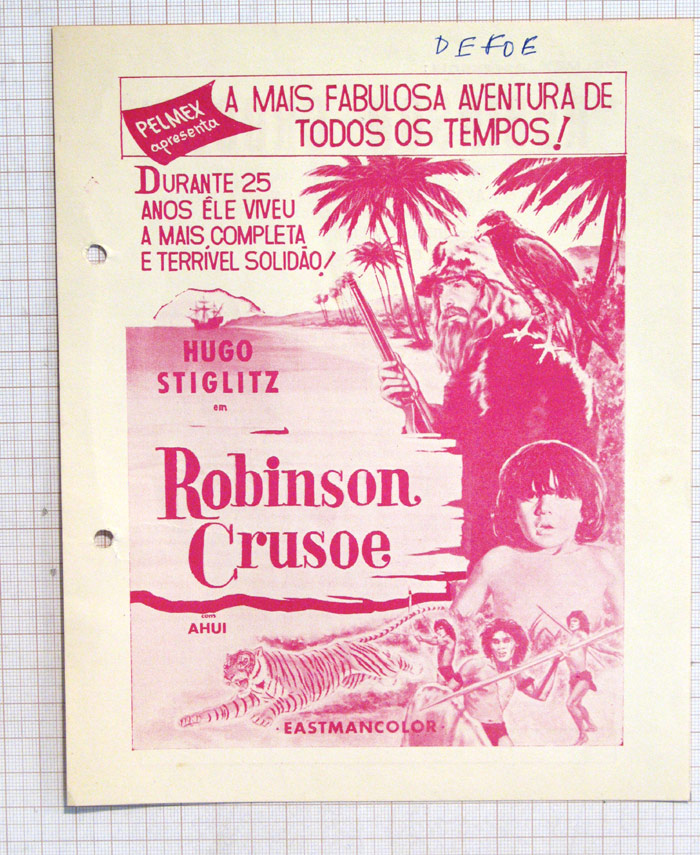 DEFOE
PELMEX
apresenta
A MAIS FABULOSA AVENTURA DE
TODOS OS TEMPOS!
DURANTE 25
ANOS ÊLE VIVEU
A MAIS COMPLETA
E TERRÍVEL SOLIDÃO!
HUGO
STIGLITZ
em
Robinson
Crusoe
com
AHUI
·EASTMANCOLOR·